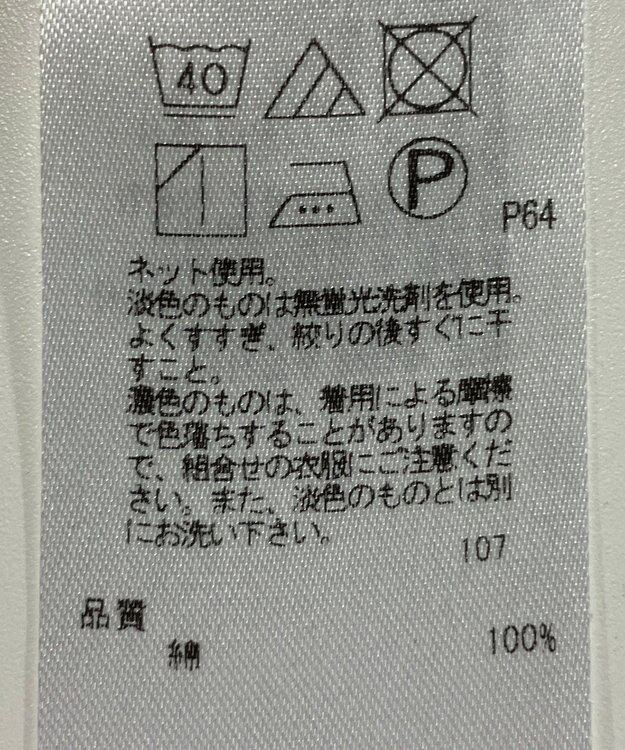 40
P
P64
ネット使用。
淡色のものは無蛍光洗剤を使用。
よくすすぎ、絞りの後すぐに干
すこと。
濃色のものは、着用による摩擦
で色落ちすることがありますの
で、組合せの衣服にご注意くだ
さい。また、淡色のものとは別
にお洗い下さい。
107
品質
綿 100%